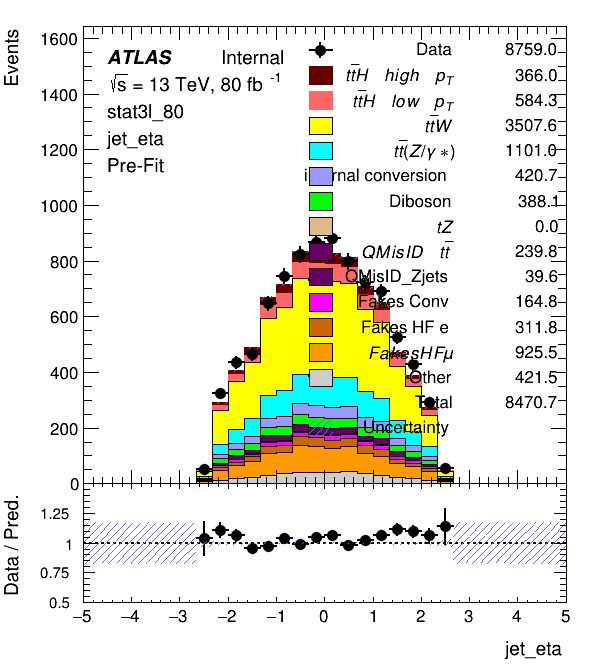 Events
1600
1400
1200
1000
800
600
400
200
0
ATLAS Internal
√s = 13 TeV, 80 fb -1
stat3l_80
jet_eta
Pre-Fit
Data 8759.0
tt̄H high pT 366.0
tt̄H low pT 584.3
tt̄W 3507.6
tt̄(Z/γ*) 1101.0
conversion 420.7
Diboson 388.1
tZ 0.0
QMisID tt̄ 239.8
QMisID_Zjets 39.6
Fakes Conv 164.8
Fakes HF e 311.8
FakesHFμ 925.5
Other 421.5
Total 8470.7
Uncertainty
Data / Pred.
1.25
1
0.75
0.5
−5 −4 −3 −2 −1 0 1 2 3 4 5
jet_eta